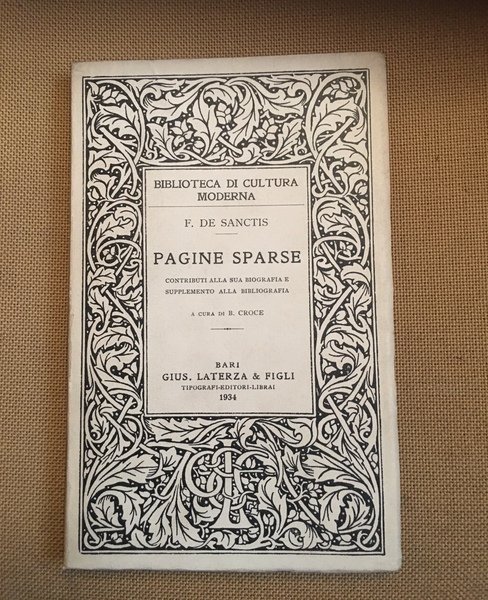 BIBLIOTECA DI CULTURA
MODERNA
F. DE SANCTIS
PAGINE SPARSE
CONTRIBUTI ALLA SUA BIOGRAFIA E
SUPPLEMENTO ALLA BIBLIOGRAFIA
A CURA DI B. CROCE
BARI
GIUS. LATERZA & FIGLI
TIPOGRAFI-EDITORI-LIBRAI
1934